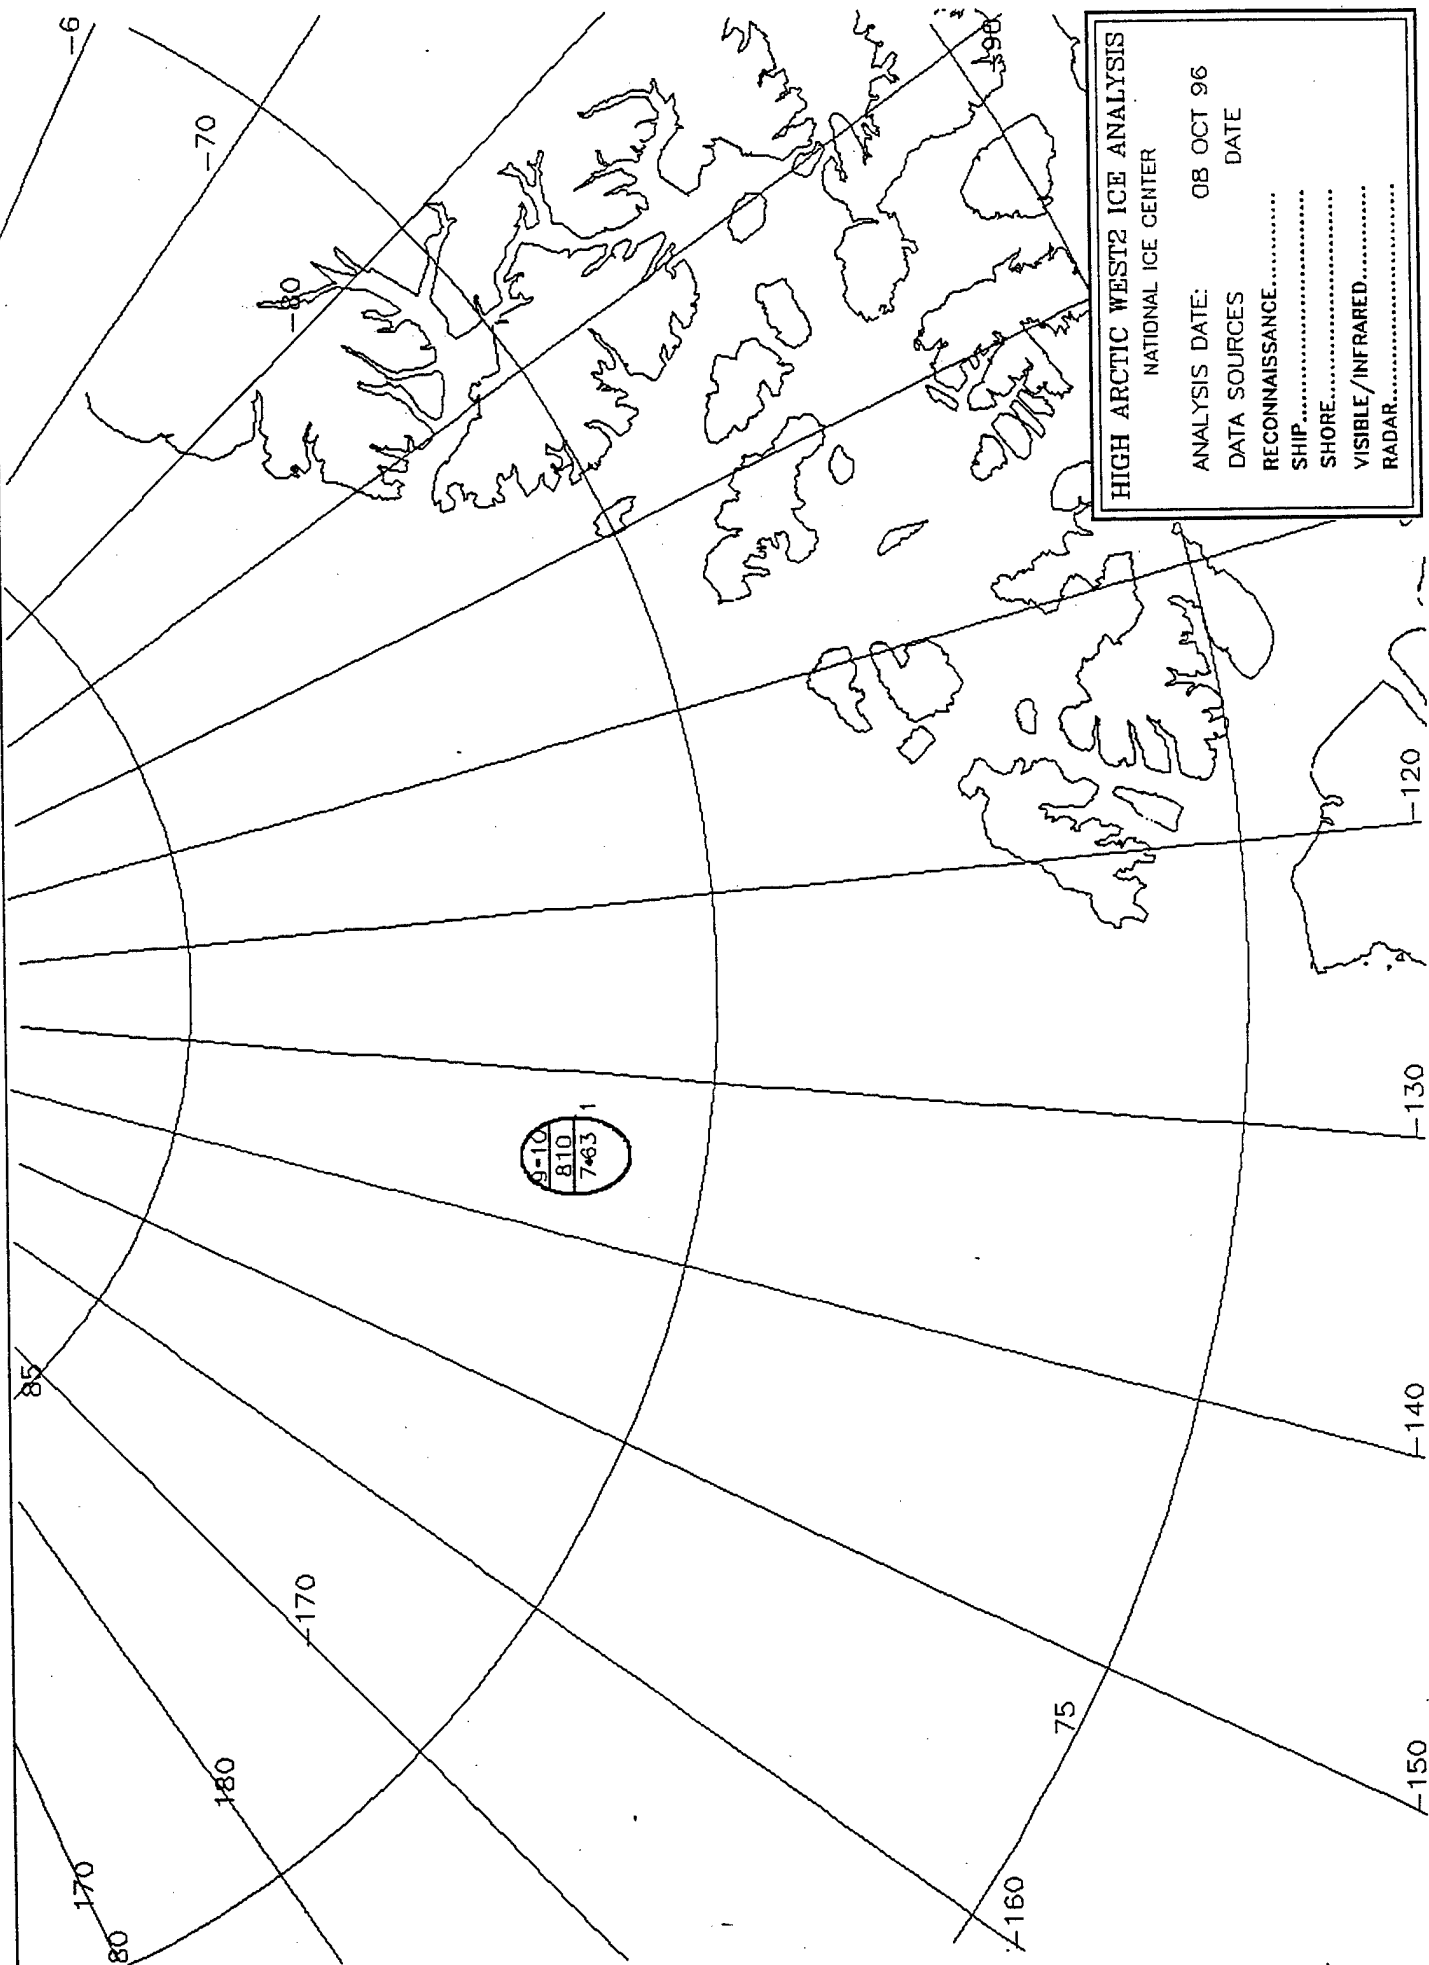 HIGH ARCTIC WEST2 ICE ANALYSIS
NATIONAL ICE CENTER
ANALYSIS DATE: 08 OCT 96
DATA SOURCES DATE
RECONNAISSANCE..............
SHIP..............................
SHORE...........................
VISIBLE/INFRARED............
RADAR...........................
-6
-70
-80
-90
85
9-10
810
7•63
1
-120
-130
-140
-150
-160
75
-170
180
170
80